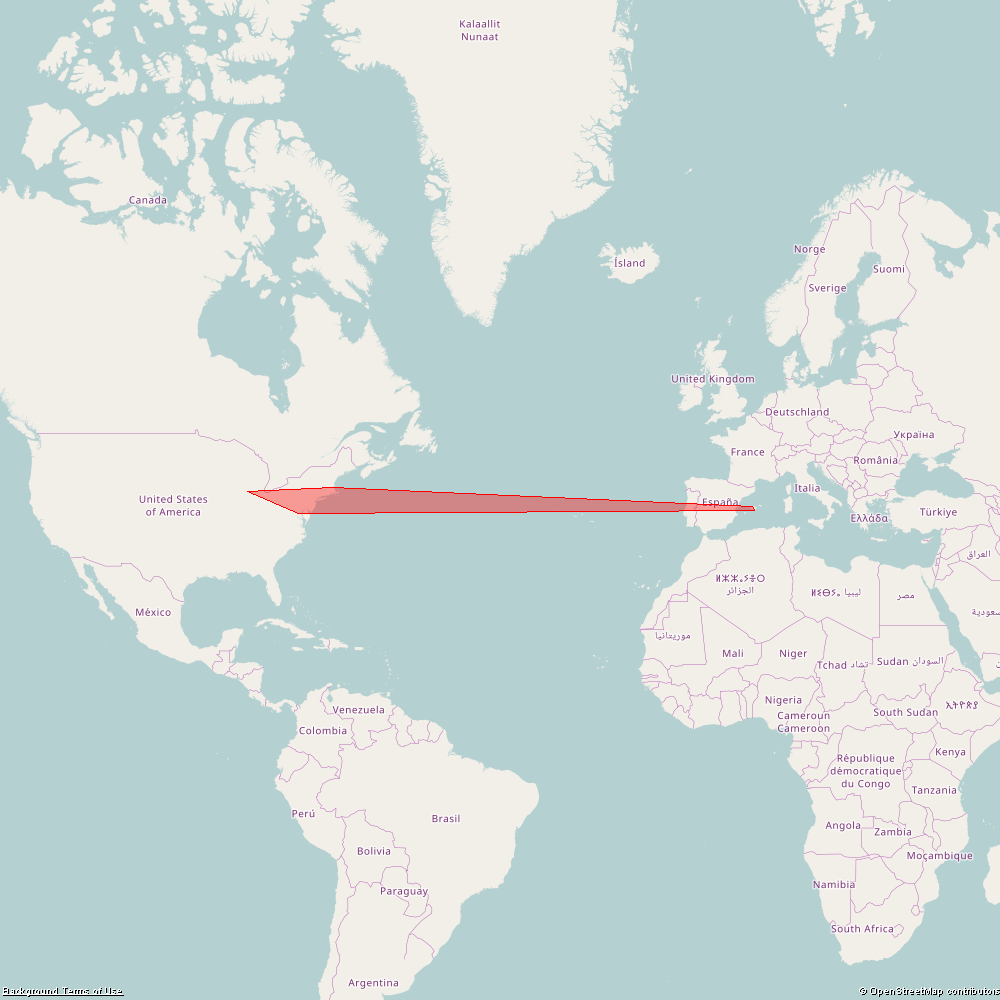 Kalaallit
Nunaat
Canada
Norge
Suomi
Ísland
Sverige
United Kingdom
Deutschland
Україна
France
România
Italia
United States
of America
España
Ελλάδα
Türkiye
العراق
ⵍⵣⵣⴰⵢⴻⵔ
الجزائر
ليبيا
مصر
México
موريتانيا
Mali
Niger
Tchad تشاد
Sudan السودان
Venezuela
Nigeria
South Sudan
ኢትዮጵያ
Colombia
Cameroun
Cameroon
Kenya
République
démocratique
du Congo
Tanzania
Perú
Brasil
Angola
Zambia
Bolivia
Moçambique
Paraguay
Namibia
South Africa
Argentina
Background Terms of Use
© OpenStreetMap contributors